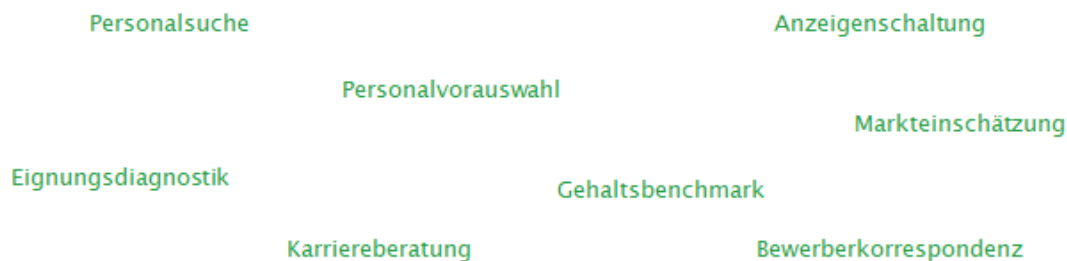 Personalsuche
Anzeigenschaltung
Personalvorauswahl
Markteinschätzung
Eignungsdiagnostik
Gehaltsbenchmark
Karriereberatung
Bewerberkorrespondenz